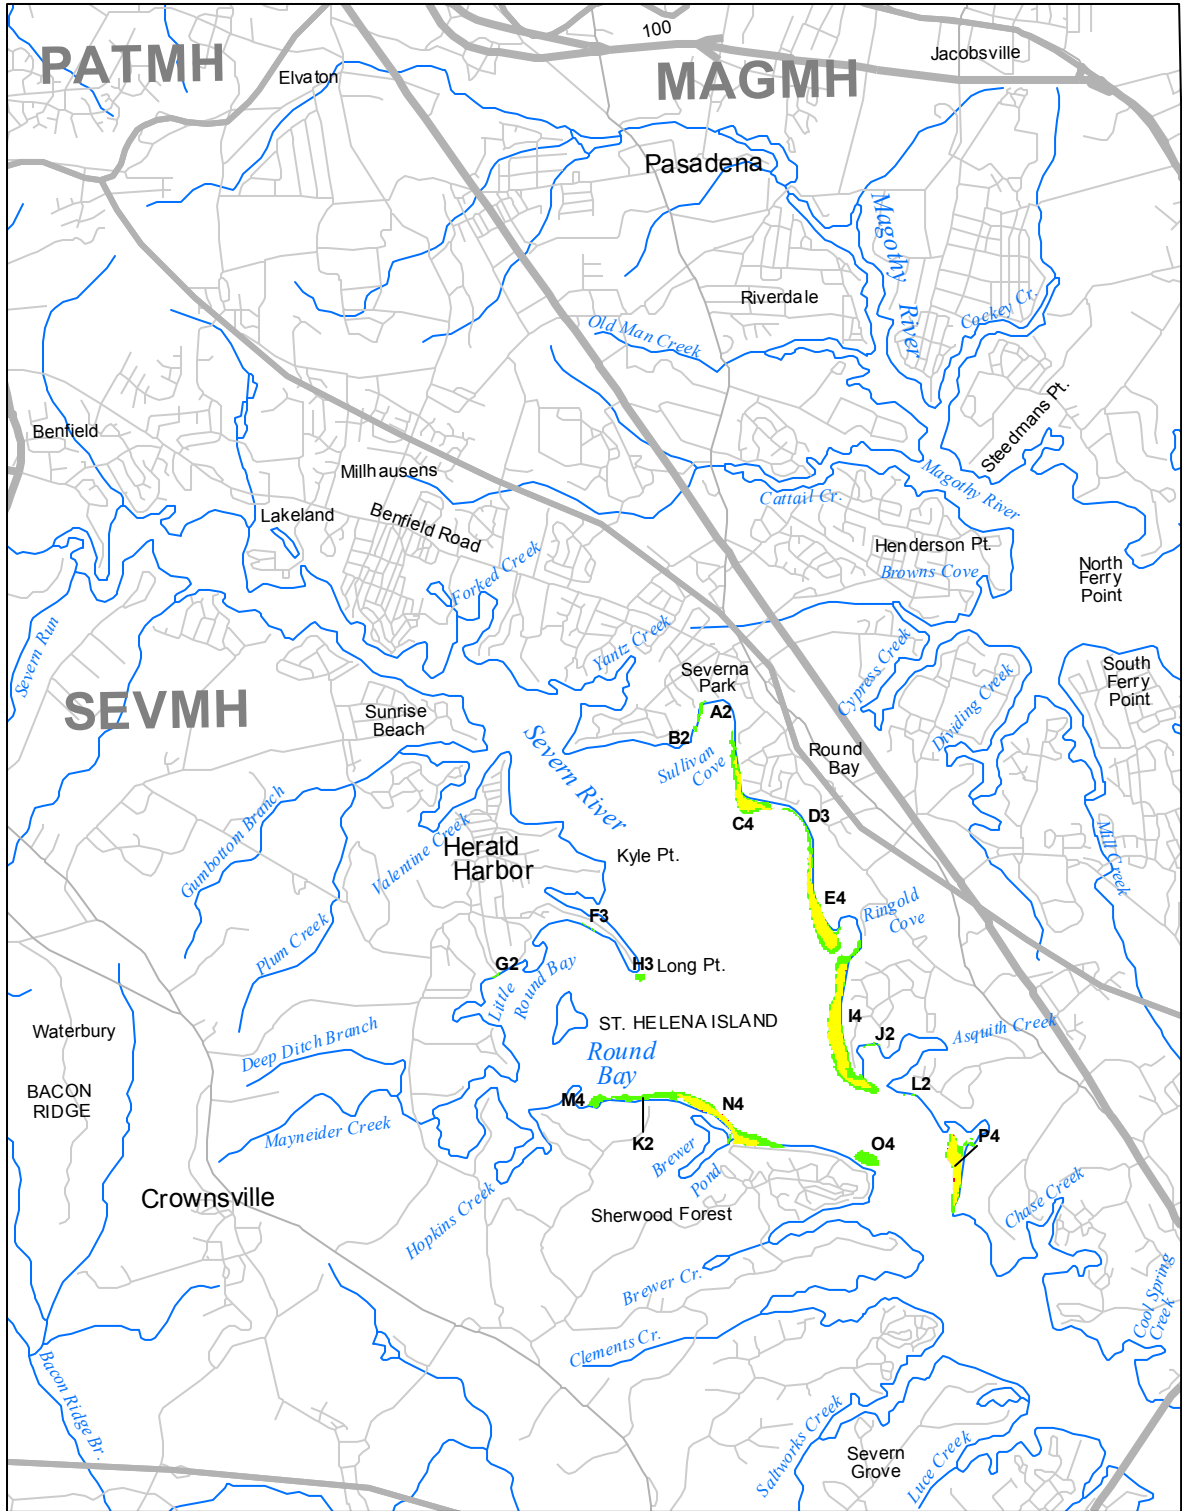 100
Jacobsville
PATMH
Elvaton
MAGMH
Pasadena
Magothy
River
Riverdale
Cockey Cr.
Old Man Creek
Steedmans Pt.
Benfield
Millhausens
Magothy River
Cattail Cr.
Lakeland
Benfield Road
Henderson Pt.
Browns Cove
North
Ferry
Point
Forked Creek
Severn Run
Yantz Creek
Cypress Creek
Severna
Park
South
Ferry
Point
SEVMH
Sunrise
Beach
A2
B2
Dividing Creek
Severn River
Sullivan
Cove
Round
Bay
Gumbottom Branch
Valentine Creek
C4
D3
Mill Creek
Herald
Harbor
Kyle Pt.
E4
Ringold
Cove
Plum Creek
F3
G2
H3
Long Pt.
Little
Round Bay
Waterbury
ST. HELENA ISLAND
I4
J2
Asquith Creek
Deep Ditch Branch
Round
Bay
BACON
RIDGE
L2
M4
N4
Mayneider Creek
K2
O4
P4
Brewer
Pond
Crownsville
Hopkins Creek
Sherwood Forest
Chase Creek
Brewer Cr.
Cool Spring
Creek
Clements Cr.
Bacon Ridge Br.
Saltworks Creek
Severn
Grove
Luce Creek